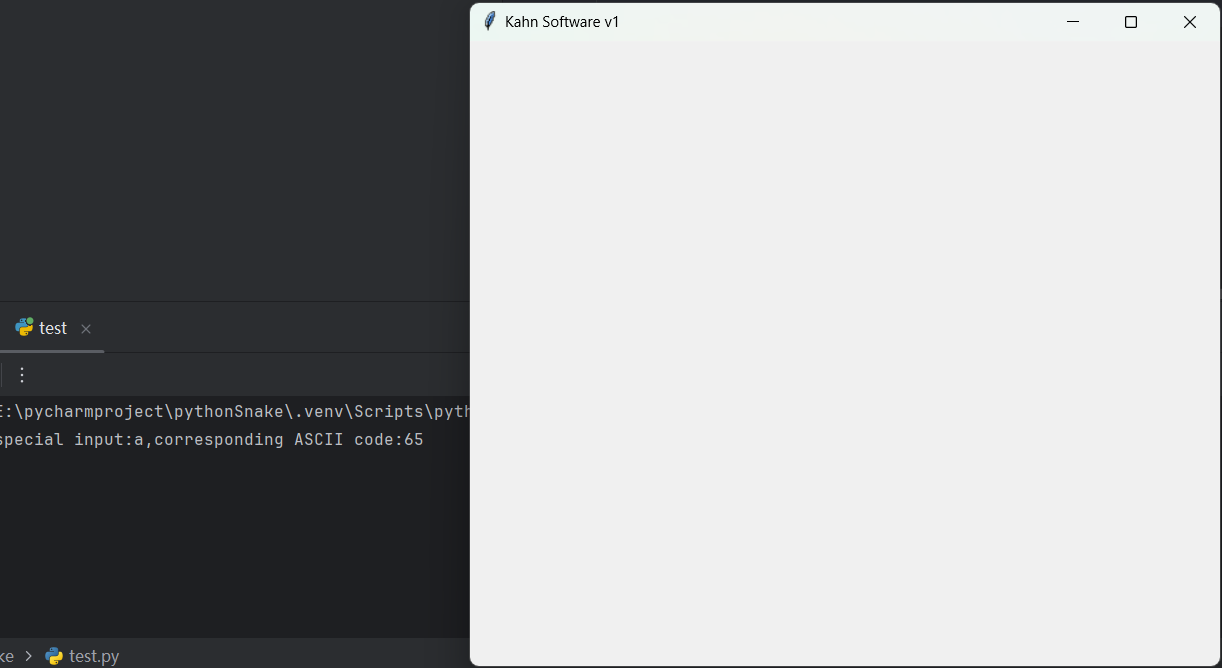 Kahn Software v1
test
E:\pycharmproject\pythonSnake\.venv\Scripts\pyth
special input:a,corresponding ASCII code:65
ke > test.py